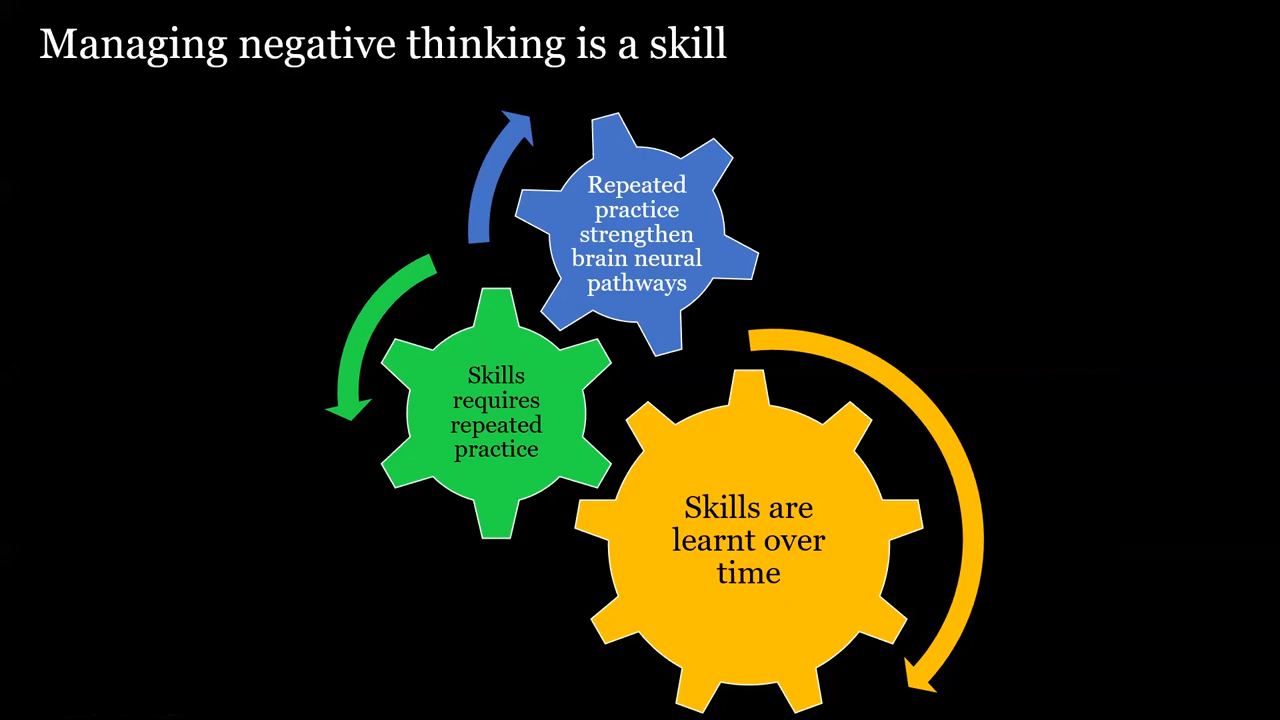 Managing negative thinking is a skill
Repeated
practice
strengthen
brain neural
pathways
Skills
requires
repeated
practice
Skills are
learnt over
time